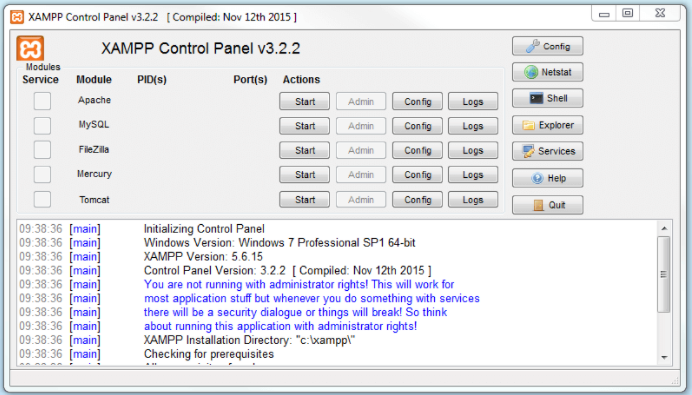 XAMPP Control Panel v3.2.2 [ Compiled: Nov 12th 2015 ]
XAMPP Control Panel v3.2.2
Config
Modules
Service Module PID(s) Port(s) Actions
Netstat
Apache Start Admin Config Logs
Shell
MySQL Start Admin Config Logs
Explorer
FileZilla Start Admin Config Logs
Services
Mercury Start Admin Config Logs
Help
Tomcat Start Admin Config Logs
Quit
09:38:36 [main] Initializing Control Panel
09:38:36 [main] Windows Version: Windows 7 Professional SP1 64-bit
09:38:36 [main] XAMPP Version: 5.6.15
09:38:36 [main] Control Panel Version: 3.2.2 [ Compiled: Nov 12th 2015 ]
09:38:36 [main] You are not running with administrator rights! This will work for
09:38:36 [main] most application stuff but whenever you do something with services
09:38:36 [main] there will be a security dialogue or things will break! So think
09:38:36 [main] about running this application with administrator rights!
09:38:36 [main] XAMPP Installation Directory: "c:\xampp\"
09:38:36 [main] Checking for prerequisites